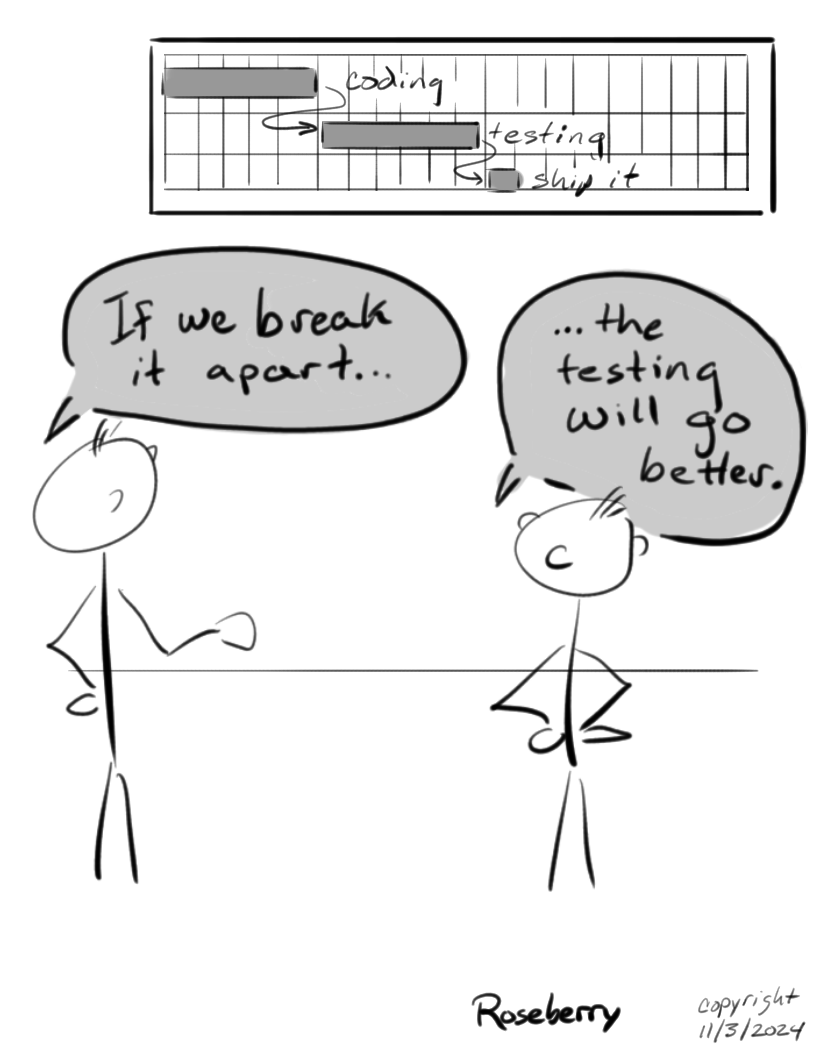 coding
testing
ship it
If we break
it apart...
...the
testing
will go
better.
Roseberry
copyright
11/3/2024